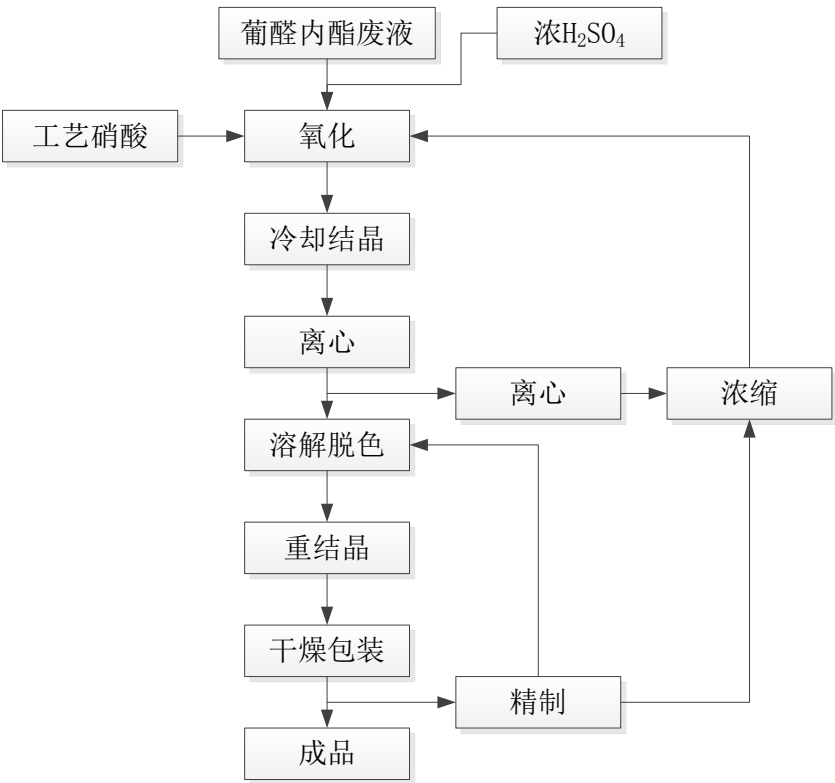 葡醛内酯废液
浓H₂SO₄
工艺硝酸
氧化
冷却结晶
离心
离心
浓缩
溶解脱色
重结晶
干燥包装
精制
成品